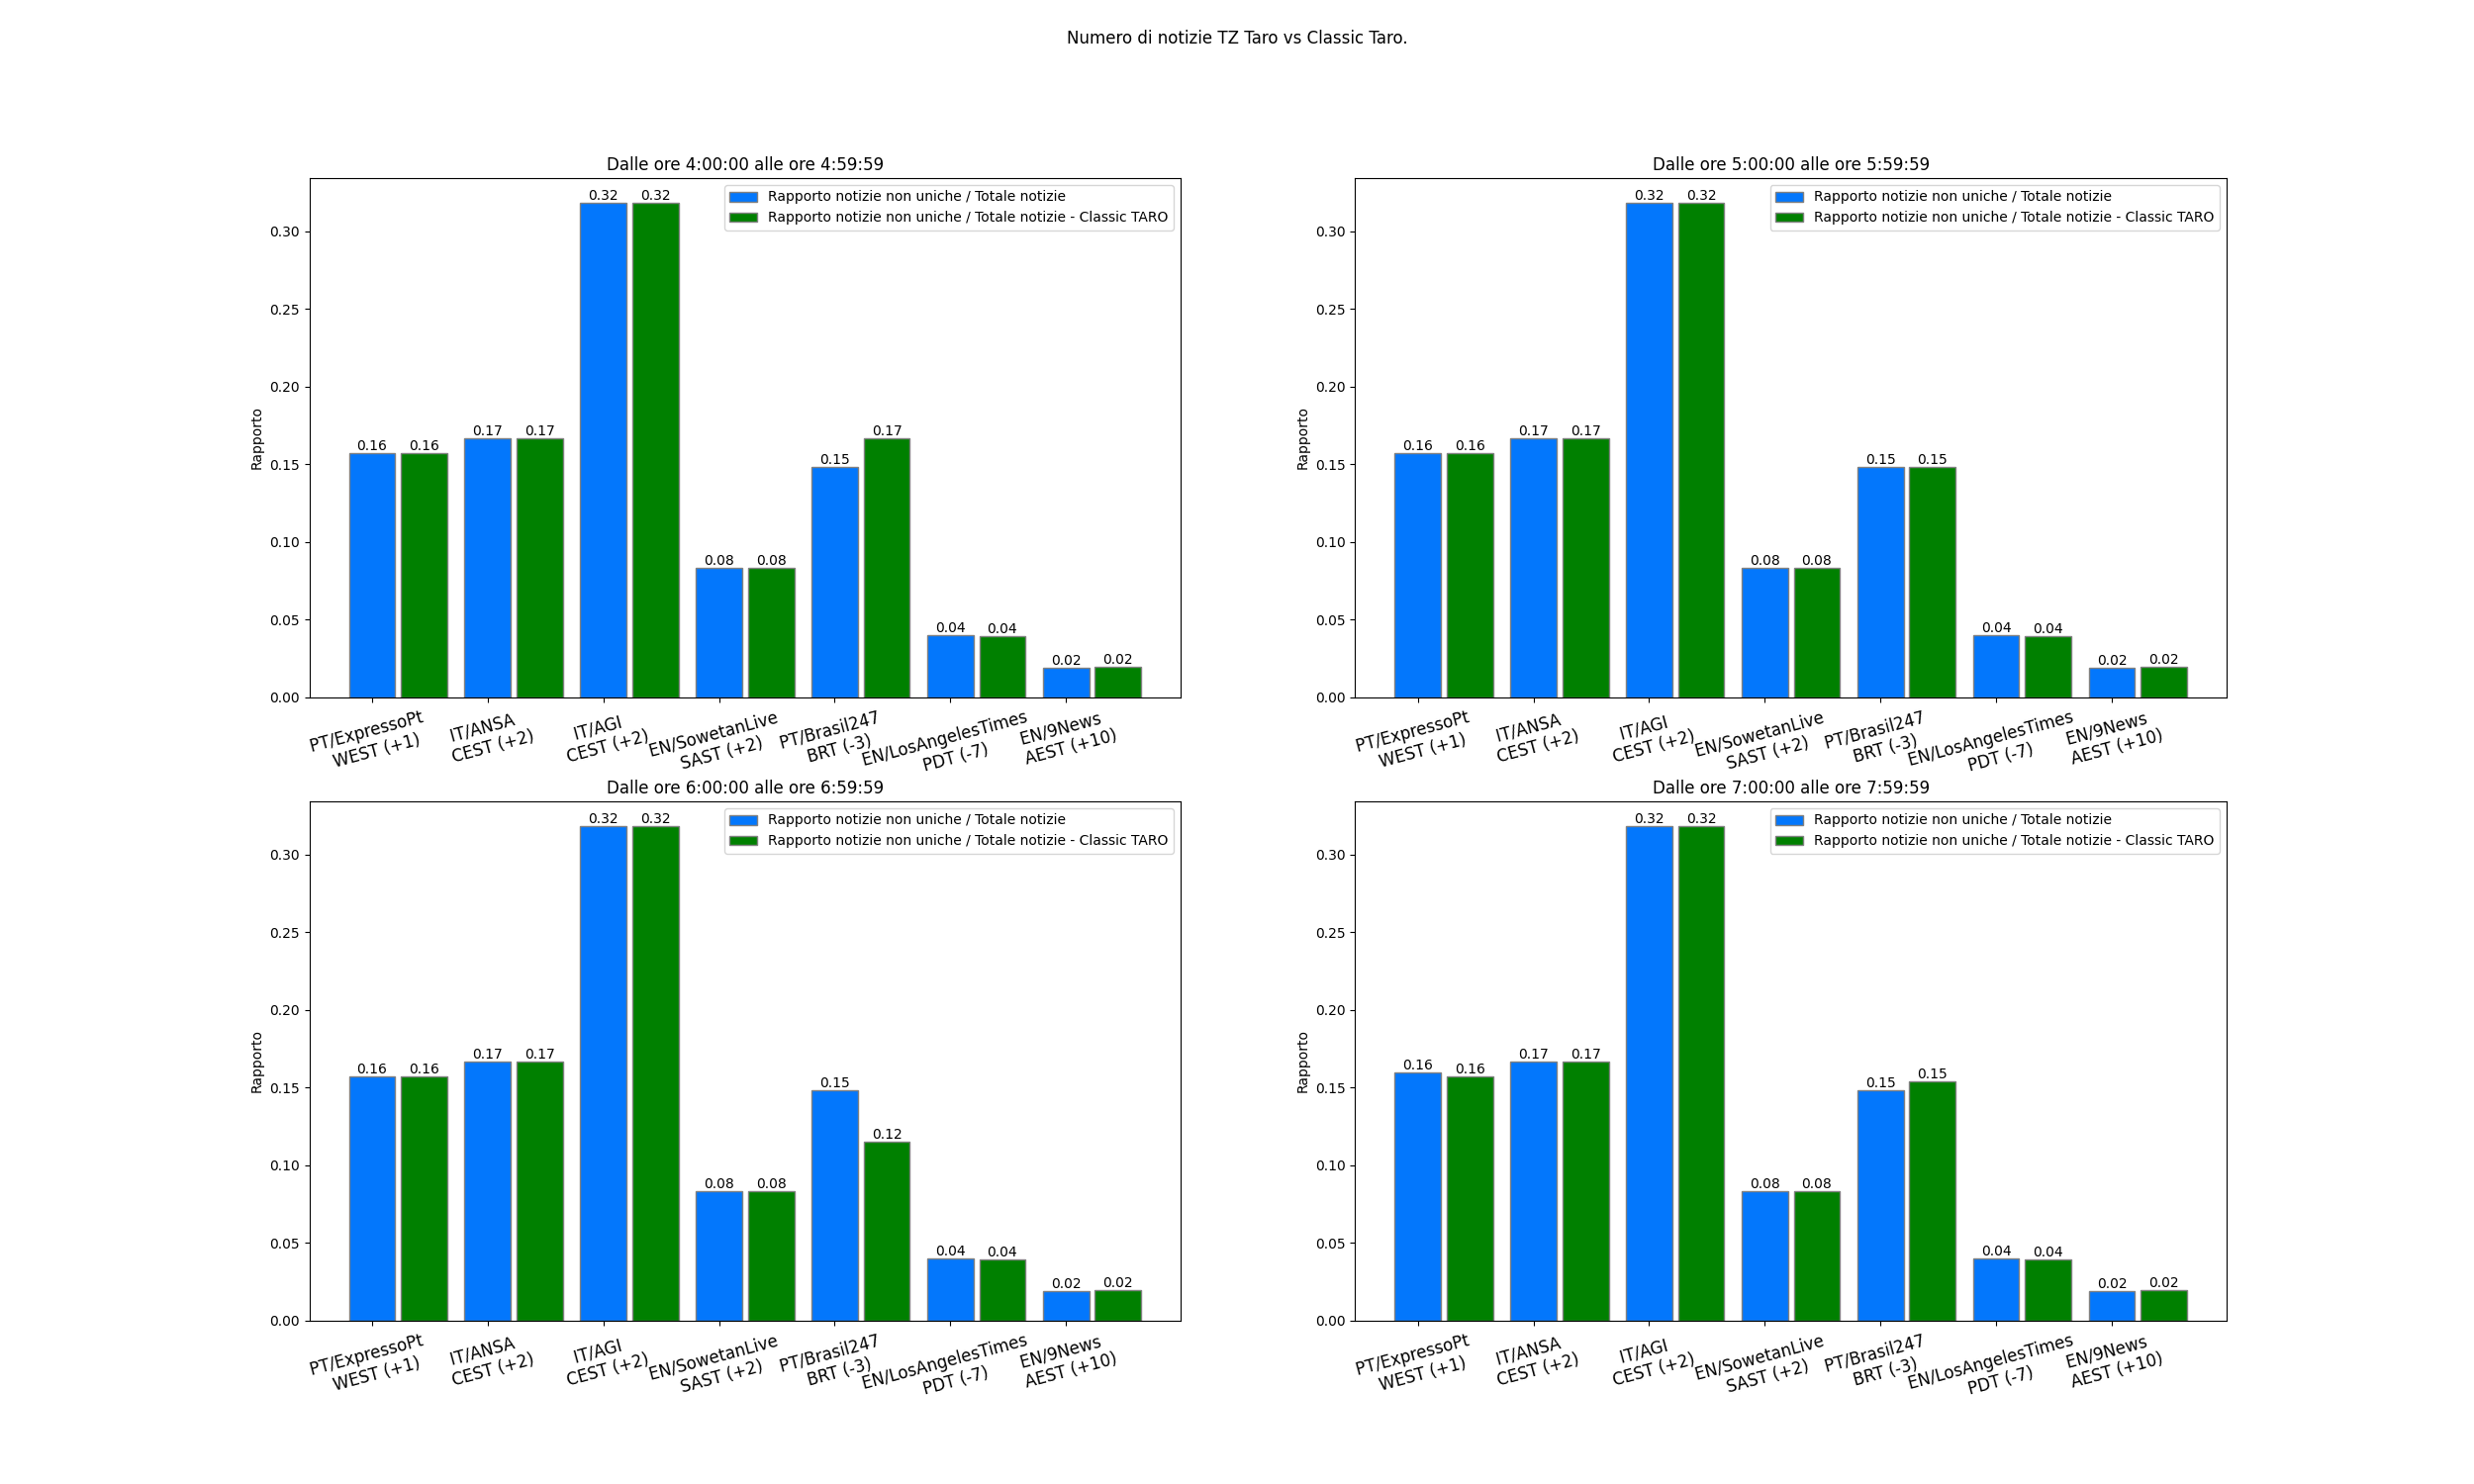 Numero di notizie TZ Taro vs Classic Taro.
Dalle ore 4:00:00 alle ore 4:59:59
Rapporto notizie non uniche / Totale notizie
Rapporto notizie non uniche / Totale notizie - Classic TARO
Rapporto
0.30
0.25
0.20
0.15
0.10
0.05
0.00
0.16 0.16 0.17 0.17 0.32 0.32 0.08 0.08 0.15 0.17 0.04 0.04 0.02 0.02
PT/ExpressoPt
WEST (+1)
IT/ANSA
CEST (+2)
IT/AGI
CEST (+2)
EN/SowetanLive
SAST (+2)
PT/Brasil247
BRT (-3)
EN/LosAngelesTimes
PDT (-7)
EN/9News
AEST (+10)
Dalle ore 5:00:00 alle ore 5:59:59
Rapporto notizie non uniche / Totale notizie
Rapporto notizie non uniche / Totale notizie - Classic TARO
Rapporto
0.30
0.25
0.20
0.15
0.10
0.05
0.00
0.16 0.16 0.17 0.17 0.32 0.32 0.08 0.08 0.15 0.15 0.04 0.04 0.02 0.02
PT/ExpressoPt
WEST (+1)
IT/ANSA
CEST (+2)
IT/AGI
CEST (+2)
EN/SowetanLive
SAST (+2)
PT/Brasil247
BRT (-3)
EN/LosAngelesTimes
PDT (-7)
EN/9News
AEST (+10)
Dalle ore 6:00:00 alle ore 6:59:59
Rapporto notizie non uniche / Totale notizie
Rapporto notizie non uniche / Totale notizie - Classic TARO
Rapporto
0.30
0.25
0.20
0.15
0.10
0.05
0.00
0.16 0.16 0.17 0.17 0.32 0.32 0.08 0.08 0.15 0.12 0.04 0.04 0.02 0.02
PT/ExpressoPt
WEST (+1)
IT/ANSA
CEST (+2)
IT/AGI
CEST (+2)
EN/SowetanLive
SAST (+2)
PT/Brasil247
BRT (-3)
EN/LosAngelesTimes
PDT (-7)
EN/9News
AEST (+10)
Dalle ore 7:00:00 alle ore 7:59:59
Rapporto notizie non uniche / Totale notizie
Rapporto notizie non uniche / Totale notizie - Classic TARO
Rapporto
0.30
0.25
0.20
0.15
0.10
0.05
0.00
0.16 0.16 0.17 0.17 0.32 0.32 0.08 0.08 0.15 0.15 0.04 0.04 0.02 0.02
PT/ExpressoPt
WEST (+1)
IT/ANSA
CEST (+2)
IT/AGI
CEST (+2)
EN/SowetanLive
SAST (+2)
PT/Brasil247
BRT (-3)
EN/LosAngelesTimes
PDT (-7)
EN/9News
AEST (+10)